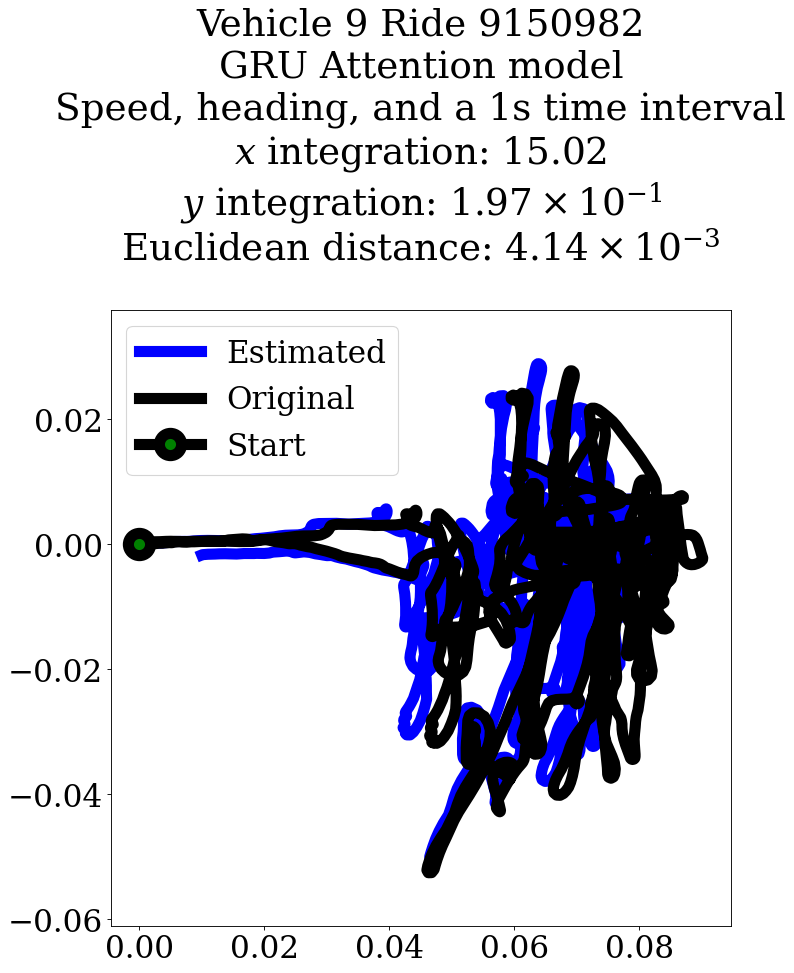 Vehicle 9 Ride 9150982
GRU Attention model
Speed, heading, and a 1s time interval
x integration: 15.02
y integration: 1.97 × 10⁻¹
Euclidean distance: 4.14 × 10⁻³
Estimated
Original
Start
0.02
0.00
−0.02
−0.04
−0.06
0.00 0.02 0.04 0.06 0.08